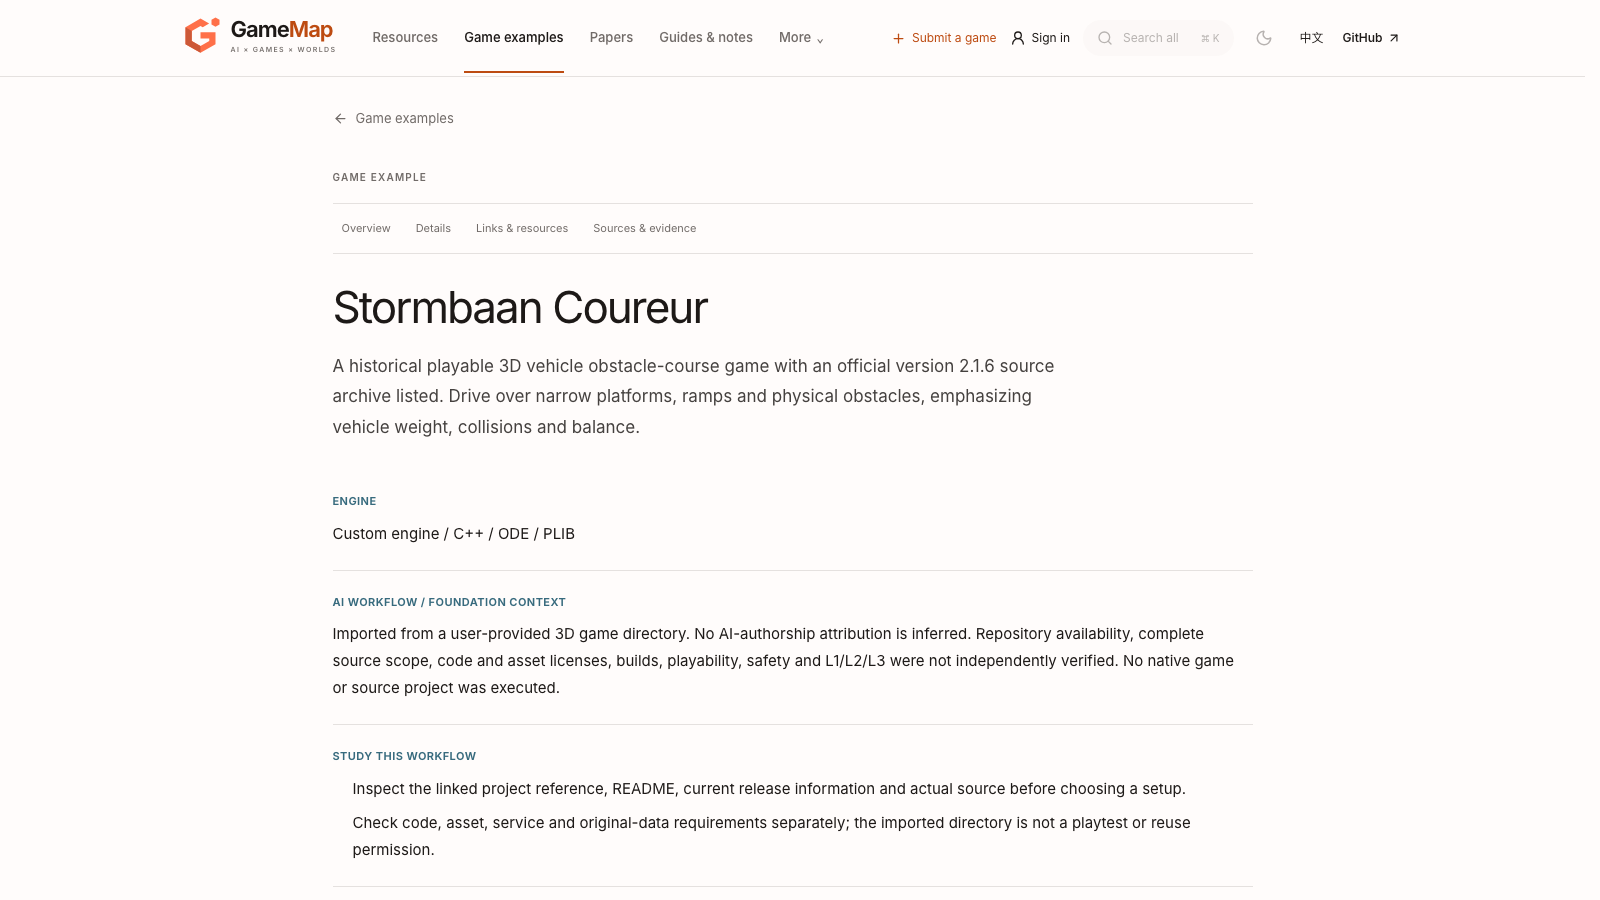 GameMap
AI × GAMES × WORLDS
Resources
Game examples
Papers
Guides & notes
More
Submit a game
Sign in
Search all
⌘ K
中文
GitHub
Game examples
GAME EXAMPLE
Overview
Details
Links & resources
Sources & evidence
Stormbaan Coureur
A historical playable 3D vehicle obstacle-course game with an official version 2.1.6 source
archive listed. Drive over narrow platforms, ramps and physical obstacles, emphasizing
vehicle weight, collisions and balance.
ENGINE
Custom engine / C++ / ODE / PLIB
AI WORKFLOW / FOUNDATION CONTEXT
Imported from a user-provided 3D game directory. No AI-authorship attribution is inferred. Repository availability, complete
source scope, code and asset licenses, builds, playability, safety and L1/L2/L3 were not independently verified. No native game
or source project was executed.
STUDY THIS WORKFLOW
Inspect the linked project reference, README, current release information and actual source before choosing a setup.
Check code, asset, service and original-data requirements separately; the imported directory is not a playtest or reuse
permission.